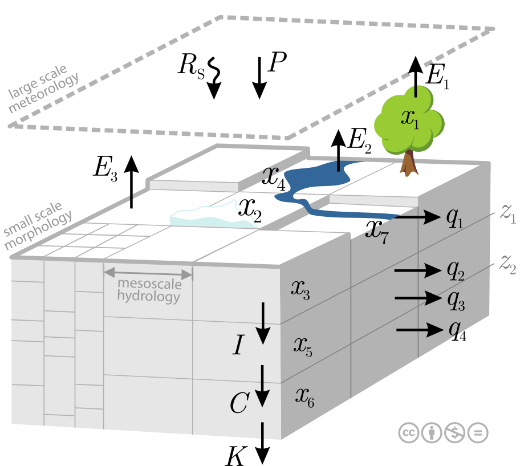 large scale
meteorology
R_S
P
E_1
x_1
E_2
E_3
x_4
x_2
x_7
q_1
z_1
small scale
morphology
mesoscale
hydrology
z_2
q_2
x_3
q_3
q_4
I
x_5
C
x_6
K
cc